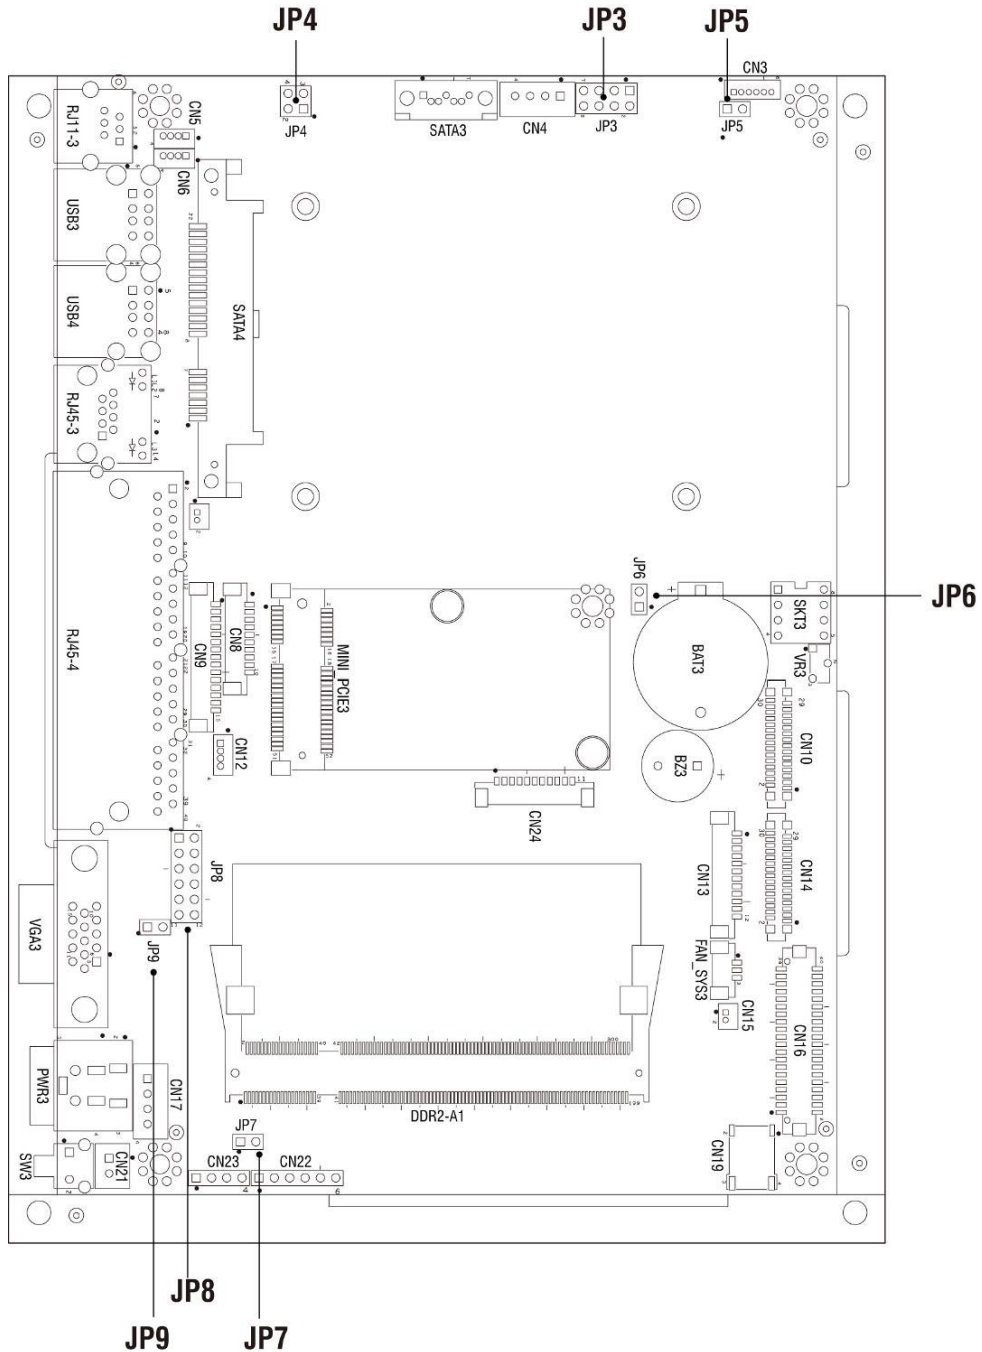 JP4
JP3
JP5
CN3
JP4
SATA3
CN4
JP3
JP5
RJ11-3
CN5
CN6
USB3
USB4
SATA4
RJ45-3
RJ45-4
JP6
JP6
SKT3
VR3
BAT3
CN9
CN8
MINI_PCIE3
CN12
BZ3
CN10
CN24
CN13
CN14
JP8
VGA3
JP9
FAN_SYS3
CN15
CN16
PWR3
CN17
DDR2-A1
JP7
SW3
CN21
CN23
CN22
CN19
JP8
JP9
JP7